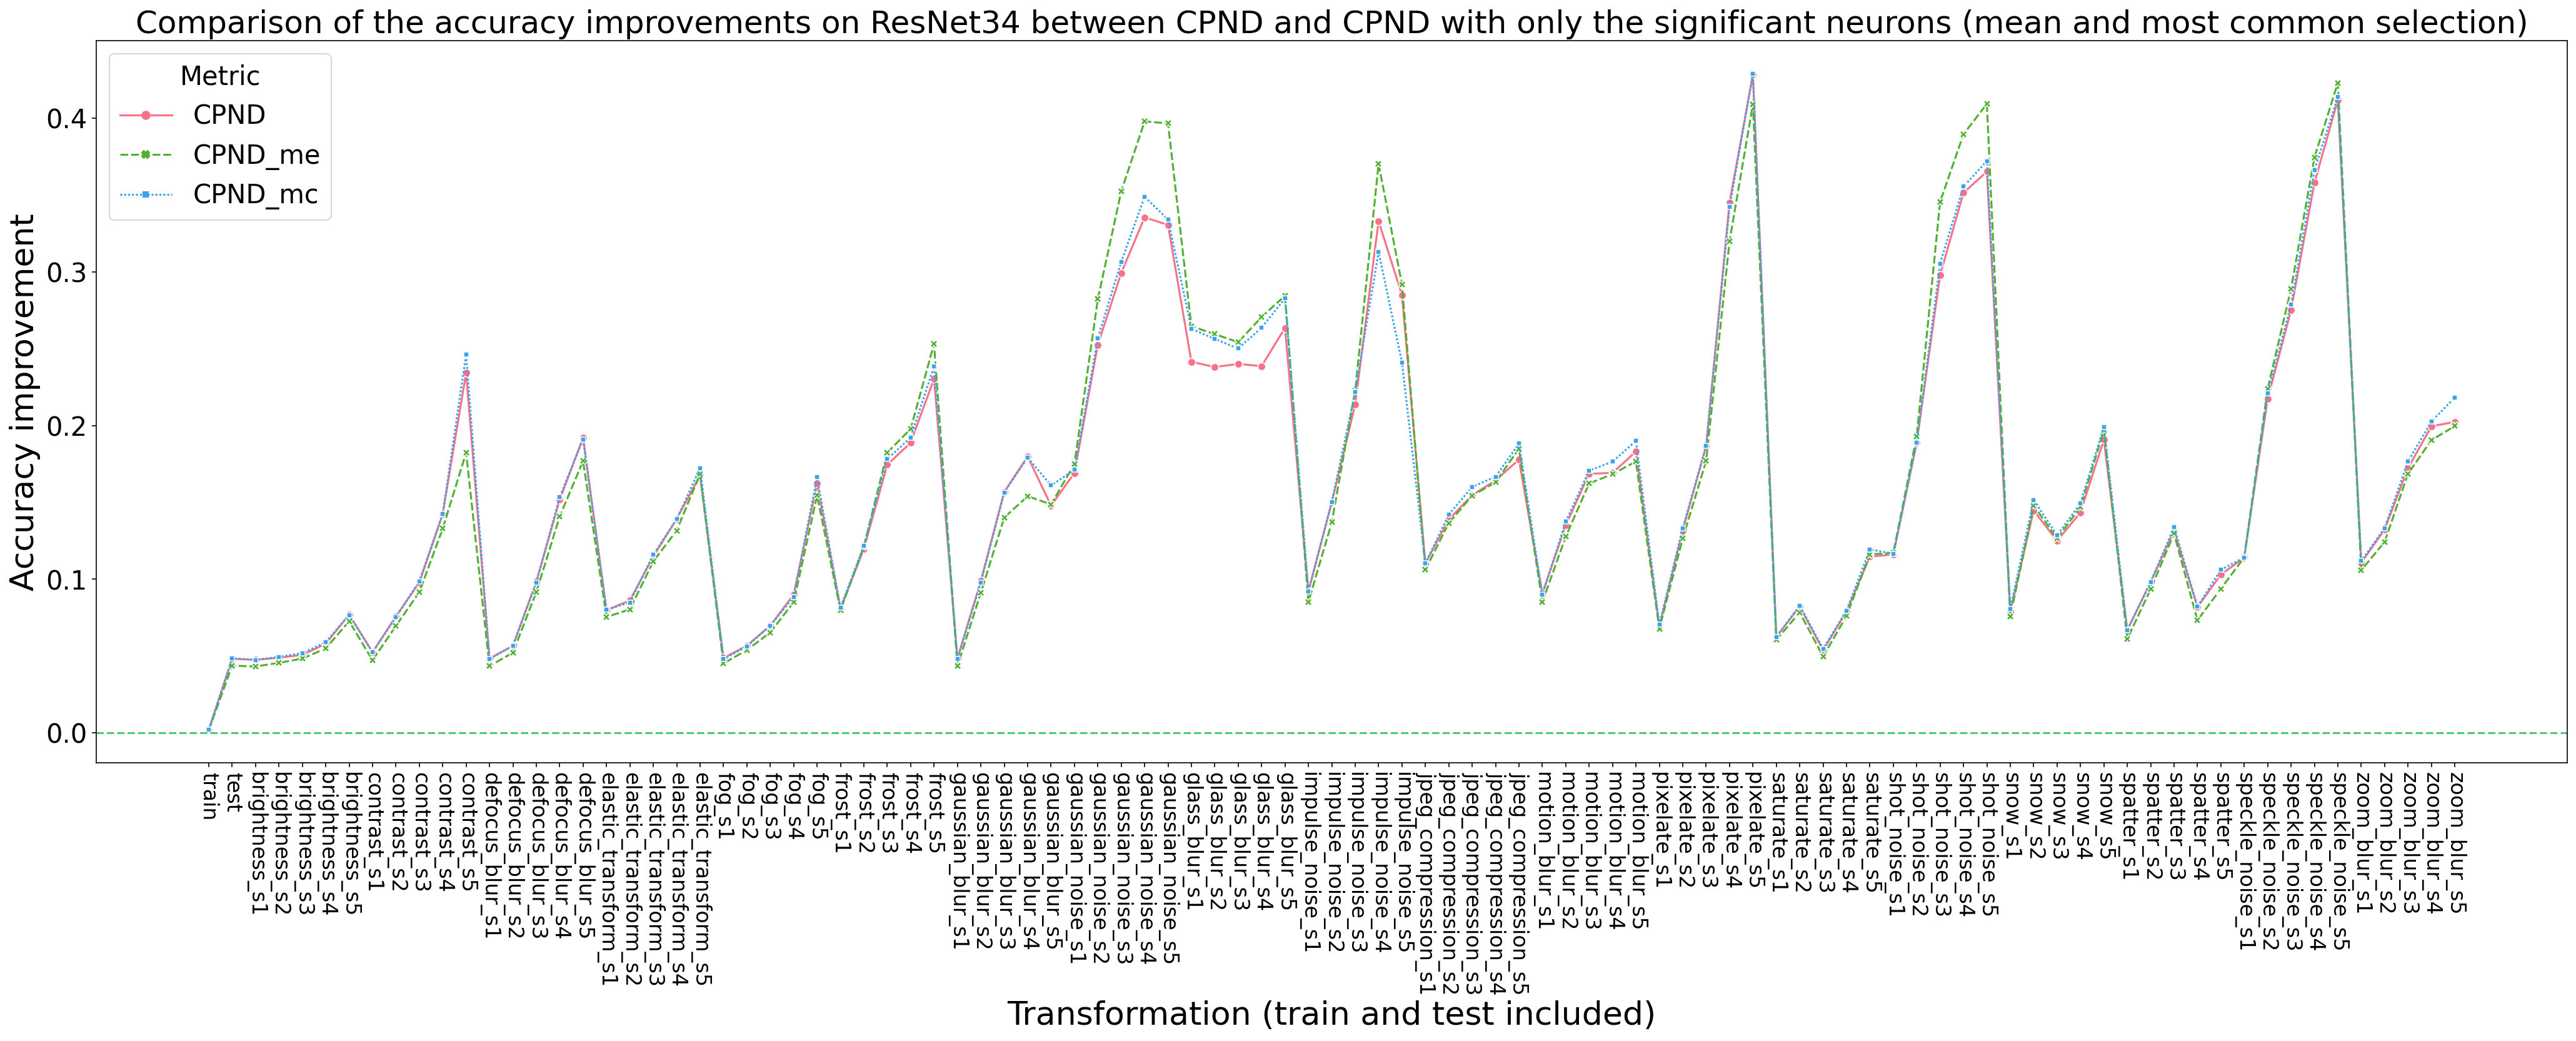 Comparison of the accuracy improvements on ResNet34 between CPND and CPND with only the significant neurons (mean and most common selection)
Metric
CPND
CPND_me
CPND_mc
Accuracy improvement
0.4
0.3
0.2
0.1
0.0
train
test
brightness_s1
brightness_s2
brightness_s3
brightness_s4
brightness_s5
contrast_s1
contrast_s2
contrast_s3
contrast_s4
contrast_s5
defocus_blur_s1
defocus_blur_s2
defocus_blur_s3
defocus_blur_s4
defocus_blur_s5
elastic_transform_s1
elastic_transform_s2
elastic_transform_s3
elastic_transform_s4
elastic_transform_s5
fog_s1
fog_s2
fog_s3
fog_s4
fog_s5
frost_s1
frost_s2
frost_s3
frost_s4
frost_s5
gaussian_blur_s1
gaussian_blur_s2
gaussian_blur_s3
gaussian_blur_s4
gaussian_blur_s5
gaussian_noise_s1
gaussian_noise_s2
gaussian_noise_s3
gaussian_noise_s4
gaussian_noise_s5
glass_blur_s1
glass_blur_s2
glass_blur_s3
glass_blur_s4
glass_blur_s5
impulse_noise_s1
impulse_noise_s2
impulse_noise_s3
impulse_noise_s4
impulse_noise_s5
jpeg_compression_s1
jpeg_compression_s2
jpeg_compression_s3
jpeg_compression_s4
jpeg_compression_s5
motion_blur_s1
motion_blur_s2
motion_blur_s3
motion_blur_s4
motion_blur_s5
pixelate_s1
pixelate_s2
pixelate_s3
pixelate_s4
pixelate_s5
saturate_s1
saturate_s2
saturate_s3
saturate_s4
saturate_s5
shot_noise_s1
shot_noise_s2
shot_noise_s3
shot_noise_s4
shot_noise_s5
snow_s1
snow_s2
snow_s3
snow_s4
snow_s5
spatter_s1
spatter_s2
spatter_s3
spatter_s4
spatter_s5
speckle_noise_s1
speckle_noise_s2
speckle_noise_s3
speckle_noise_s4
speckle_noise_s5
zoom_blur_s1
zoom_blur_s2
zoom_blur_s3
zoom_blur_s4
zoom_blur_s5
Transformation (train and test included)